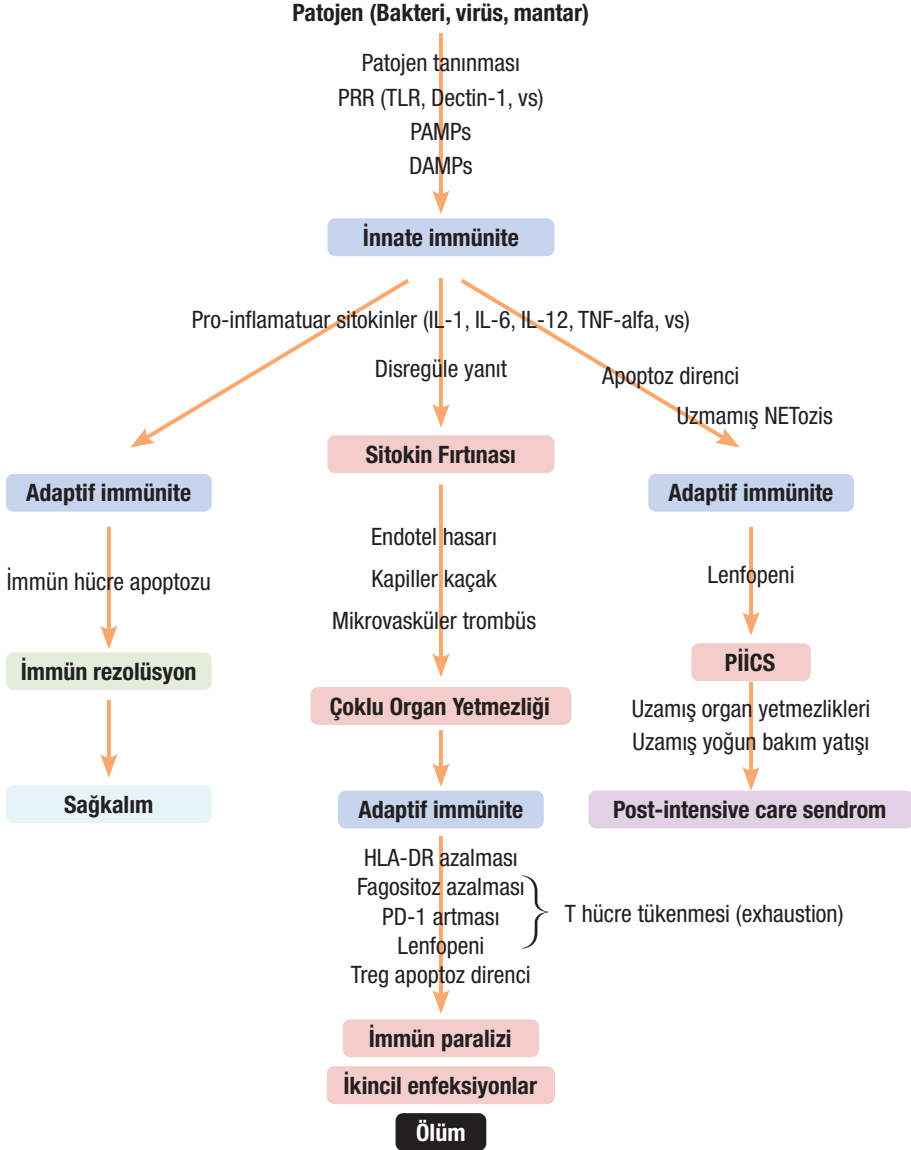 Patojen (Bakteri, virüs, mantar)
Patojen tanınması
PRR (TLR, Dectin-1, vs)
PAMPs
DAMPs
İnnate immünite
Pro-inflamatuar sitokinler (IL-1, IL-6, IL-12, TNF-alfa, vs)
Disregüle yanıt
Apoptoz direnci
Uzmamış NETozis
Sitokin Fırtınası
Adaptif immünite
Adaptif immünite
Endotel hasarı
Kapiller kaçak
Mikrovasküler trombüs
İmmün hücre apoptozu
Lenfopeni
İmmün rezolüsyon
PİİCS
Çoklu Organ Yetmezliği
Uzamış organ yetmezlikleri
Uzamış yoğun bakım yatışı
Sağkalım
Adaptif immünite
Post-intensive care sendrom
HLA-DR azalması
Fagositoz azalması
PD-1 artması
Lenfopeni
T hücre tükenmesi (exhaustion)
Treg apoptoz direnci
İmmün paralizi
İkincil enfeksiyonlar
Ölüm